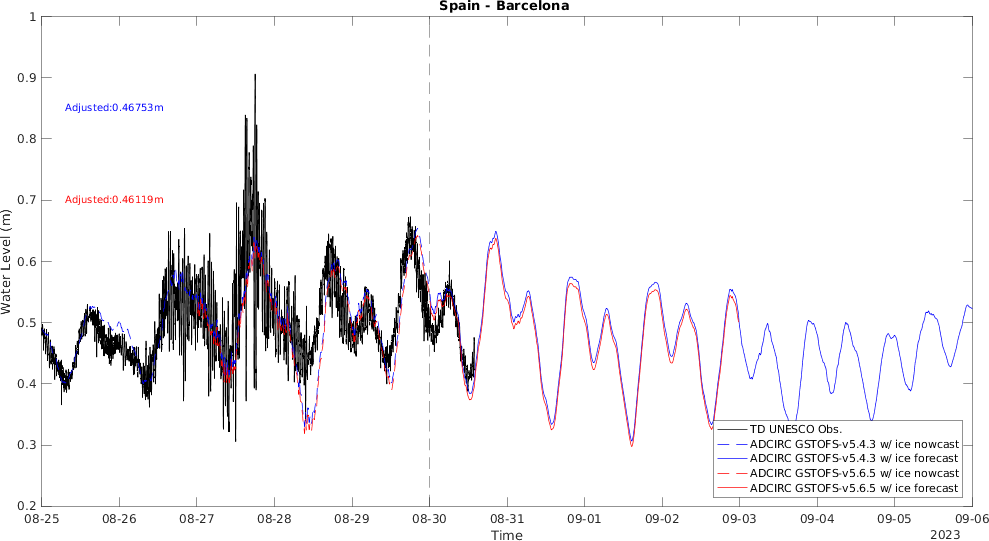 Spain - Barcelona
1
0.9
0.8
0.7
0.6
0.5
0.4
0.3
0.2
Water Level (m)
Adjusted:0.46753m
Adjusted:0.46119m
TD UNESCO Obs.
ADCIRC GSTOFS-v5.4.3 w/ ice nowcast
ADCIRC GSTOFS-v5.4.3 w/ ice forecast
ADCIRC GSTOFS-v5.6.5 w/ ice nowcast
ADCIRC GSTOFS-v5.6.5 w/ ice forecast
08-25 08-26 08-27 08-28 08-29 08-30 08-31 09-01 09-02 09-03 09-04 09-05 09-06
Time
2023